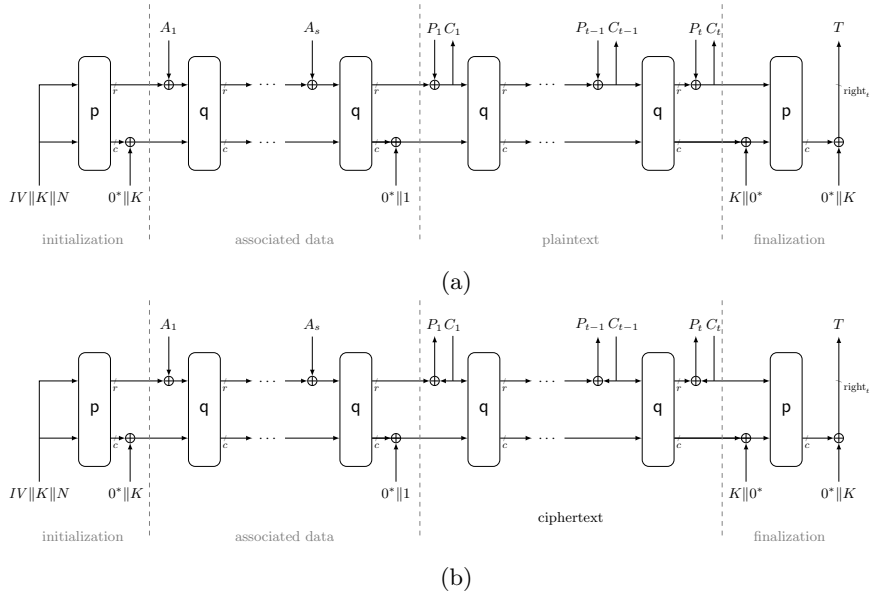 A₁ Aₛ P₁ C₁ Pₜ₋₁ Cₜ₋₁ Pₜ Cₜ T
p q q q q p
r r r r r rightₜ
··· ···
c c c c c c
··· ···
IV‖K‖N 0*‖K 0*‖1 K‖0* 0*‖K
initialization associated data plaintext finalization
(a)
A₁ Aₛ P₁ C₁ Pₜ₋₁ Cₜ₋₁ Pₜ Cₜ T
p q q q q p
r r r r r rightₜ
··· ···
c c c c c c
··· ···
IV‖K‖N 0*‖K 0*‖1 K‖0* 0*‖K
ciphertext
initialization associated data finalization
(b)